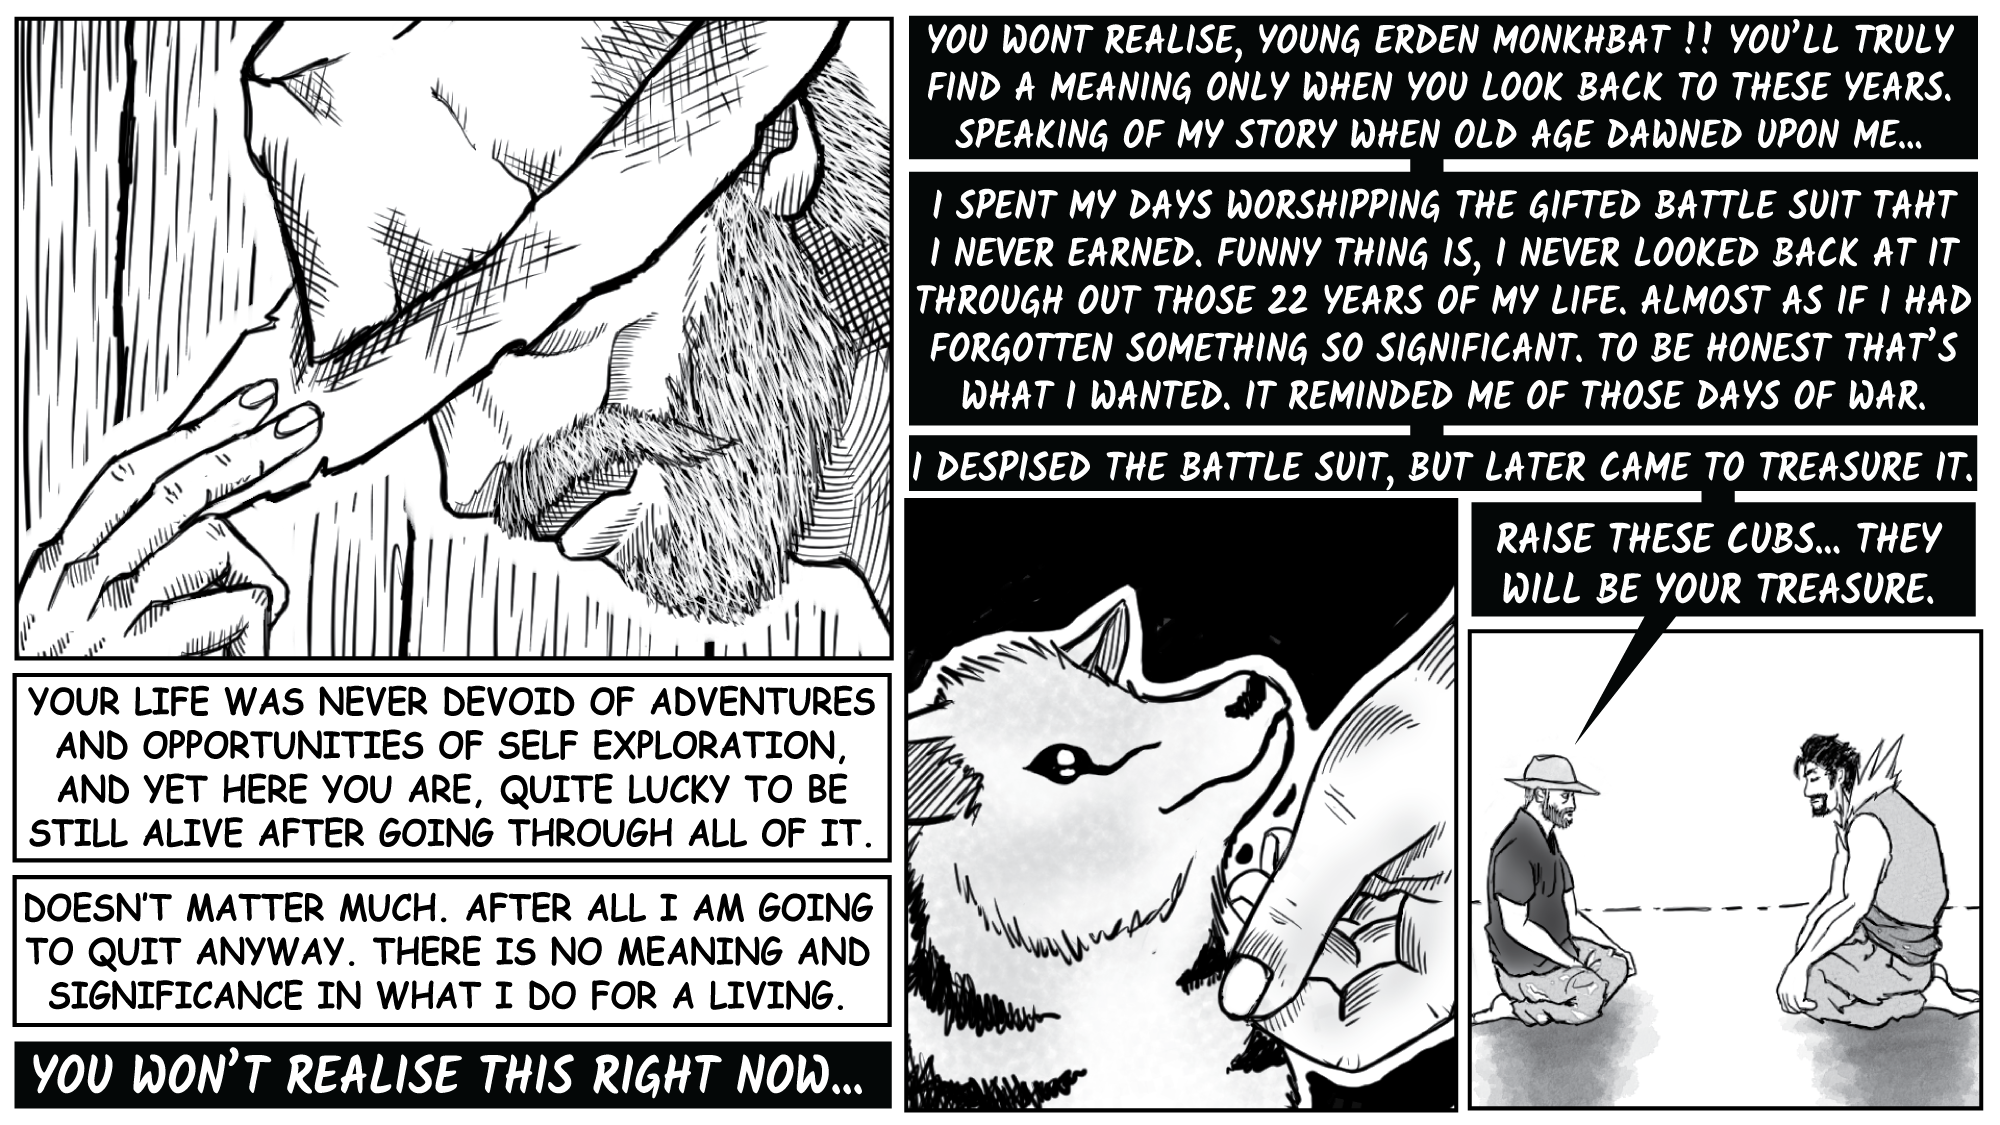 YOUR LIFE WAS NEVER DEVOID OF ADVENTURES
AND OPPORTUNITIES OF SELF EXPLORATION,
AND YET HERE YOU ARE, QUITE LUCKY TO BE
STILL ALIVE AFTER GOING THROUGH ALL OF IT.
DOESN'T MATTER MUCH. AFTER ALL I AM GOING
TO QUIT ANYWAY. THERE IS NO MEANING AND
SIGNIFICANCE IN WHAT I DO FOR A LIVING.
YOU WON'T REALISE THIS RIGHT NOW...
YOU WONT REALISE, YOUNG ERDEN MONKHBAT !! YOU'LL TRULY
FIND A MEANING ONLY WHEN YOU LOOK BACK TO THESE YEARS.
SPEAKING OF MY STORY WHEN OLD AGE DAWNED UPON ME...
I SPENT MY DAYS WORSHIPPING THE GIFTED BATTLE SUIT TAHT
I NEVER EARNED. FUNNY THING IS, I NEVER LOOKED BACK AT IT
THROUGH OUT THOSE 22 YEARS OF MY LIFE. ALMOST AS IF I HAD
FORGOTTEN SOMETHING SO SIGNIFICANT. TO BE HONEST THAT'S
WHAT I WANTED. IT REMINDED ME OF THOSE DAYS OF WAR.
I DESPISED THE BATTLE SUIT, BUT LATER CAME TO TREASURE IT.
RAISE THESE CUBS... THEY
WILL BE YOUR TREASURE.